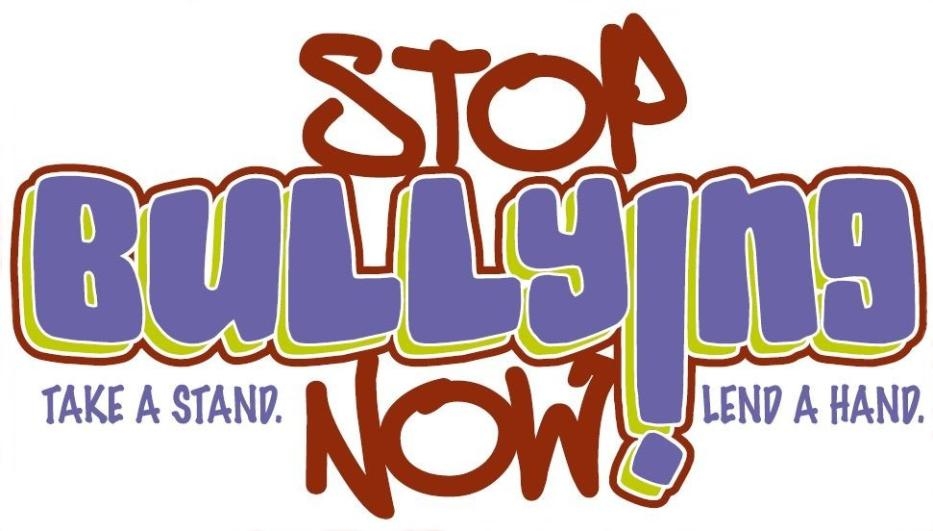 STOP
BULLYING
TAKE A STAND.
NOW!
LEND A HAND.